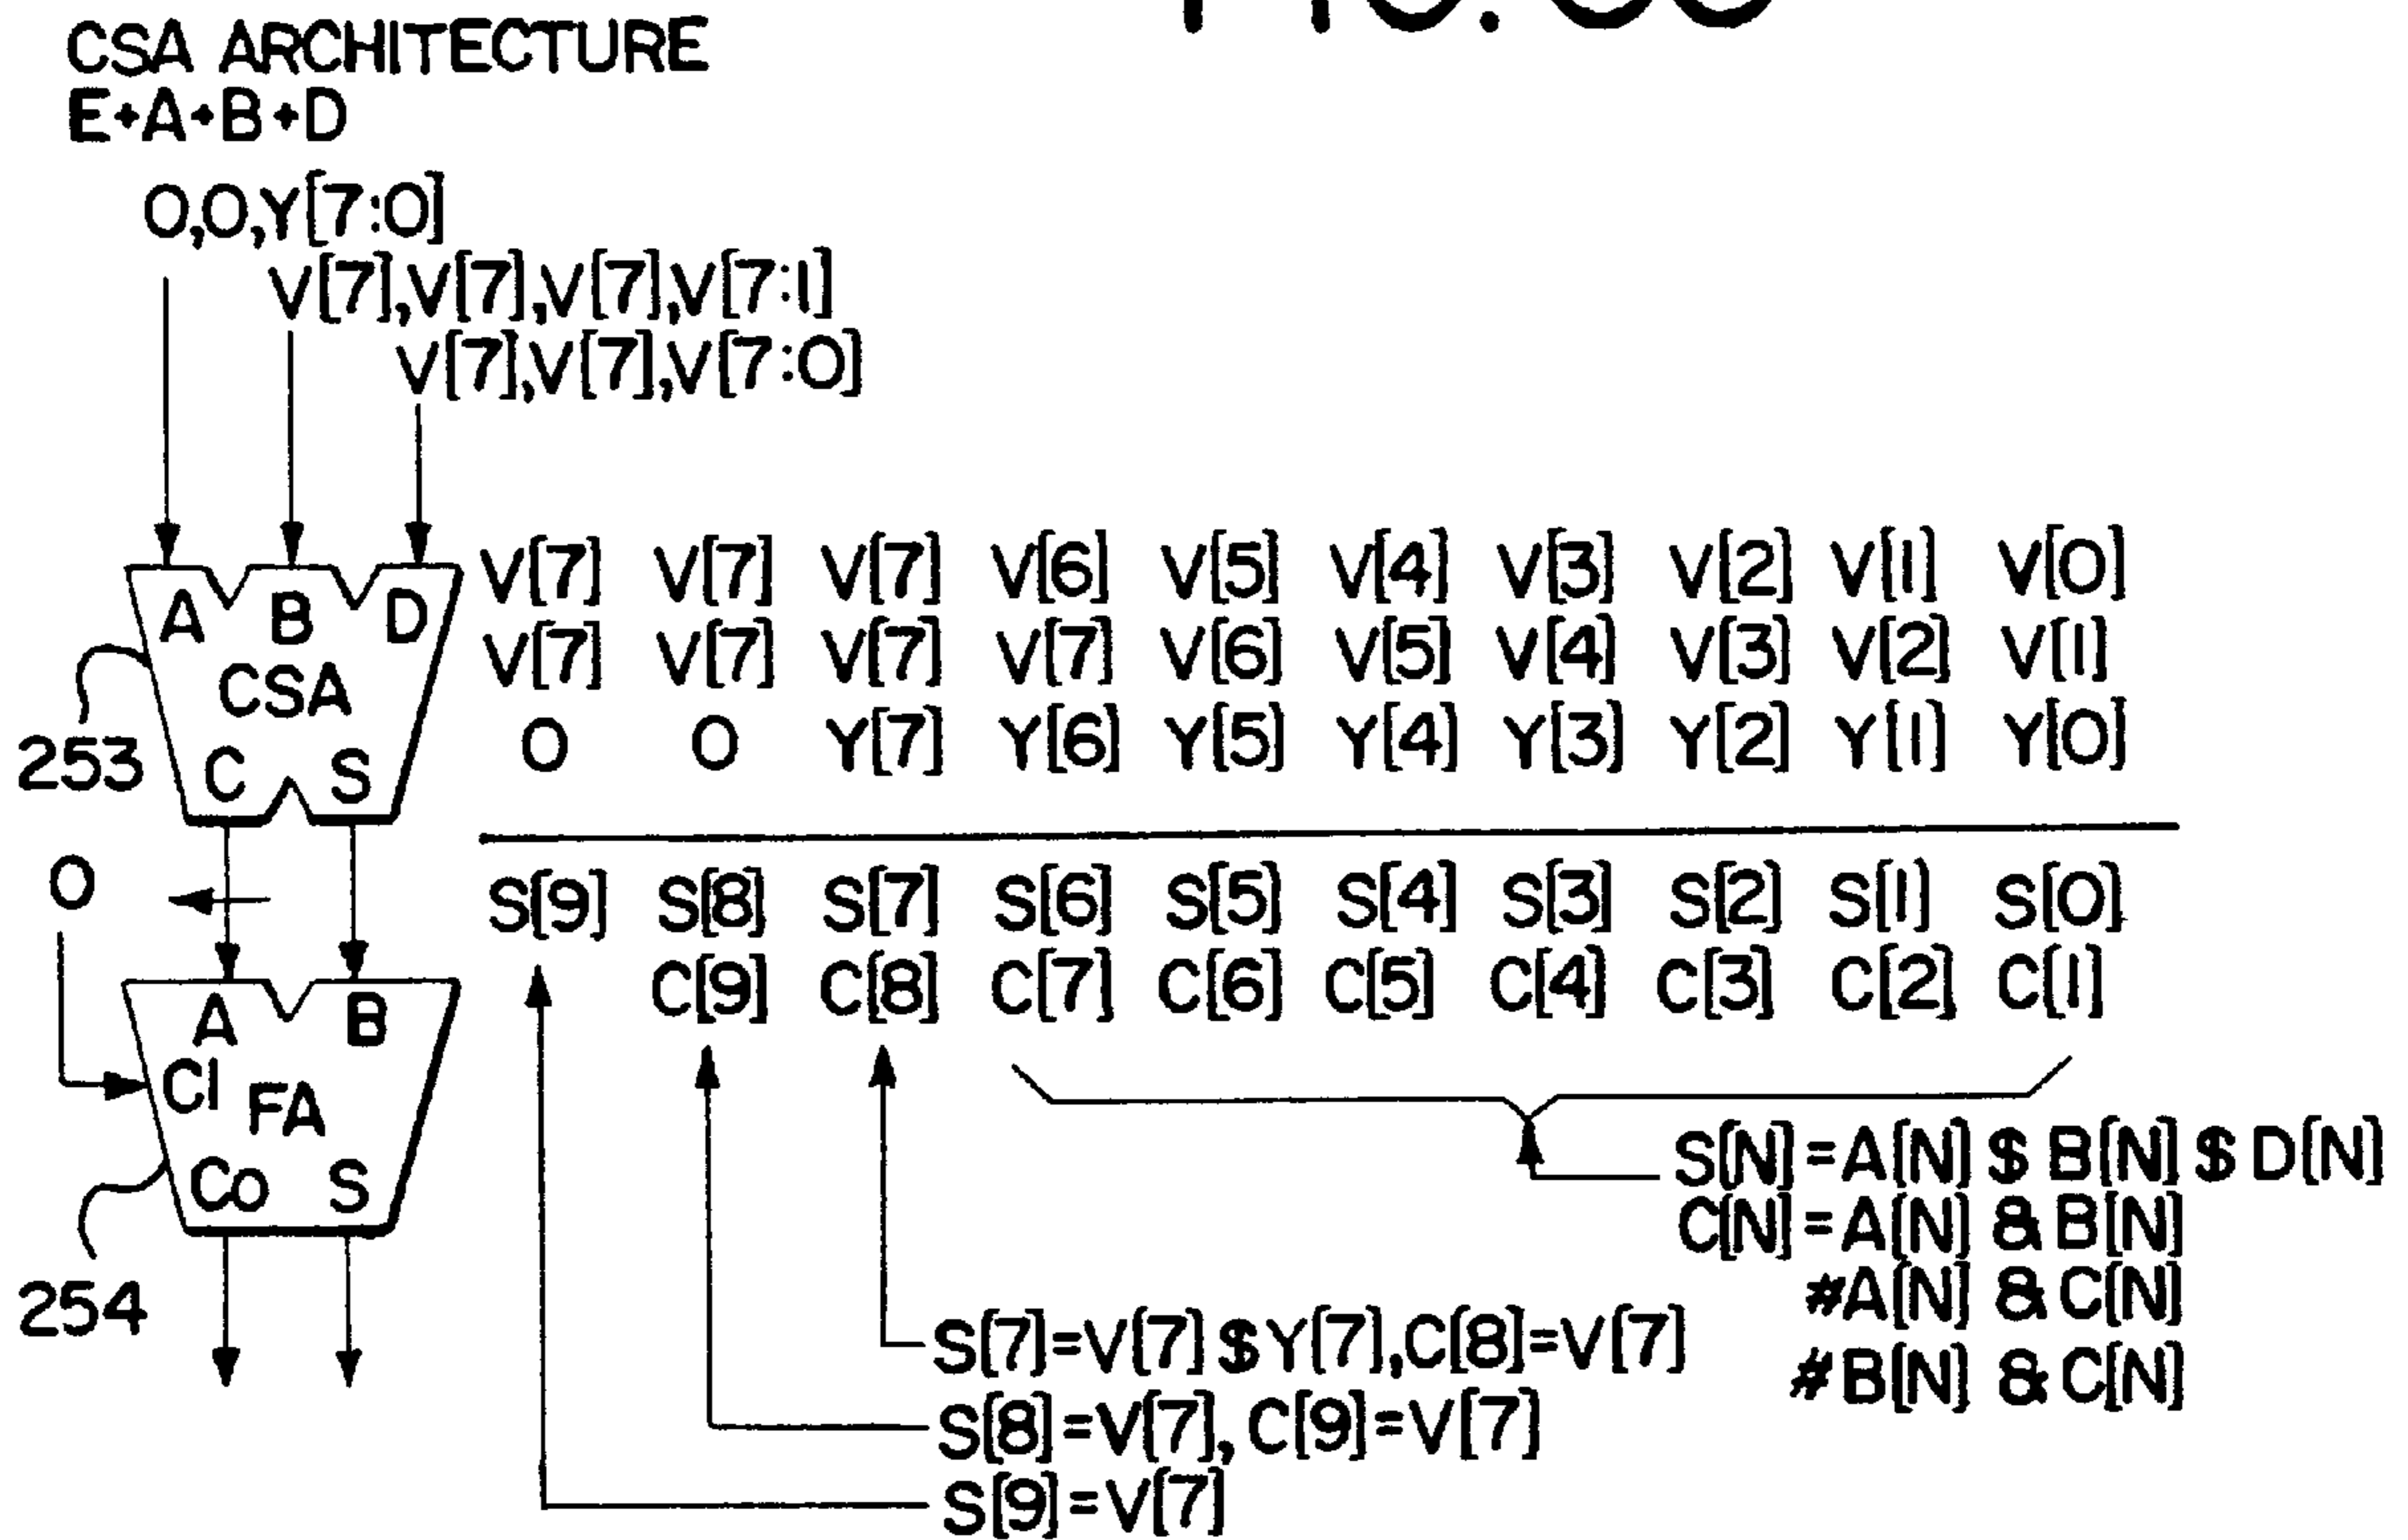 CSA ARCHITECTURE
E+A+B+D
0,0,Y[7:0]
V[7],V[7],V[7],V[7:1]
V[7],V[7],V[7:0]
A B D
CSA
C S
253
V[7] V[7] V[7] V[6] V[5] V[4] V[3] V[2] V[1] V[0]
V[7] V[7] V[7] V[7] V[6] V[5] V[4] V[3] V[2] V[1]
0 0 Y[7] Y[6] Y[5] Y[4] Y[3] Y[2] Y[1] Y[0]
0
S[9] S[8] S[7] S[6] S[5] S[4] S[3] S[2] S[1] S[0]
C[9] C[8] C[7] C[6] C[5] C[4] C[3] C[2] C[1]
A B
CI FA
Co S
254
S[N]=A[N] $ B[N] $ D[N]
C[N]=A[N] & B[N]
#A[N] & C[N]
#B[N] & C[N]
S[7]=V[7] $ Y[7],C[8]=V[7]
S[8]=V[7], C[9]=V[7]
S[9]=V[7]